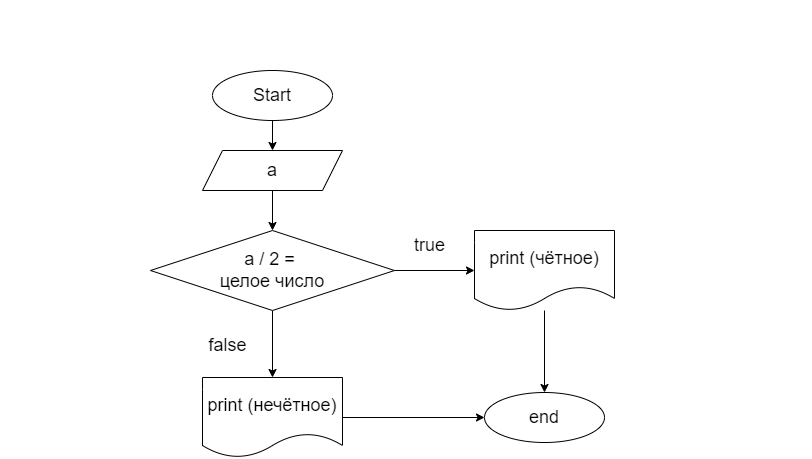 Start
a
a / 2 =
целое число
true
print (чётное)
false
print (нечётное)
end